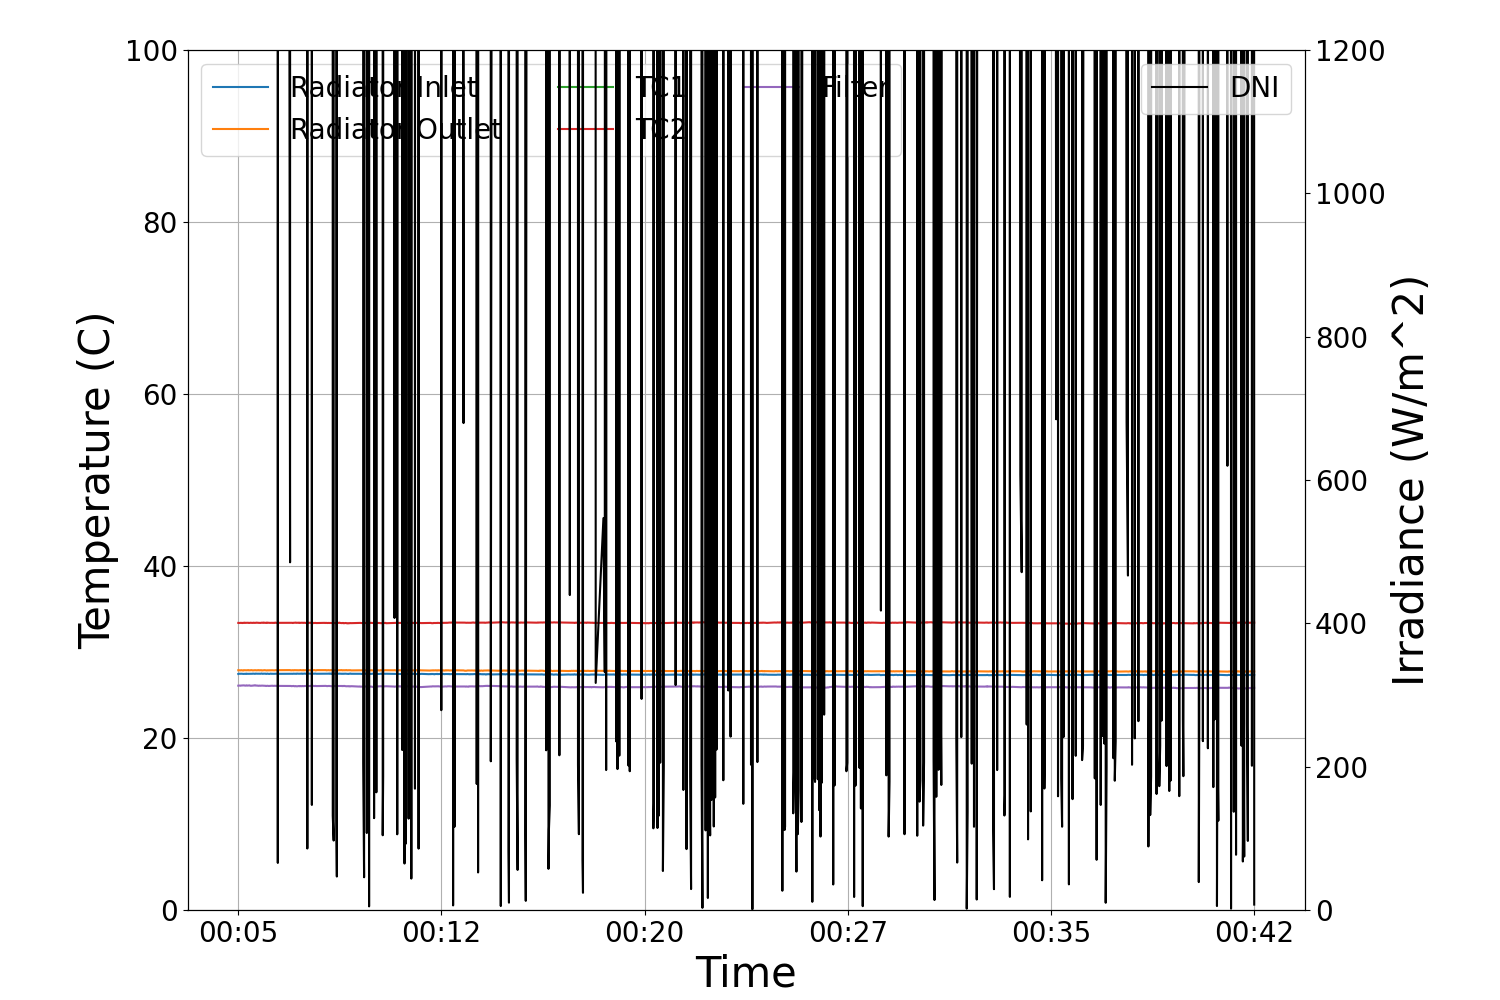 100
80
60
40
20
0
Temperature (C)
Radiator Inlet
Radiator Outlet
TC1
TC2
Filter
DNI
1200
1000
800
600
400
200
0
Irradiance (W/m^2)
00:05
00:12
00:20
00:27
00:35
00:42
Time